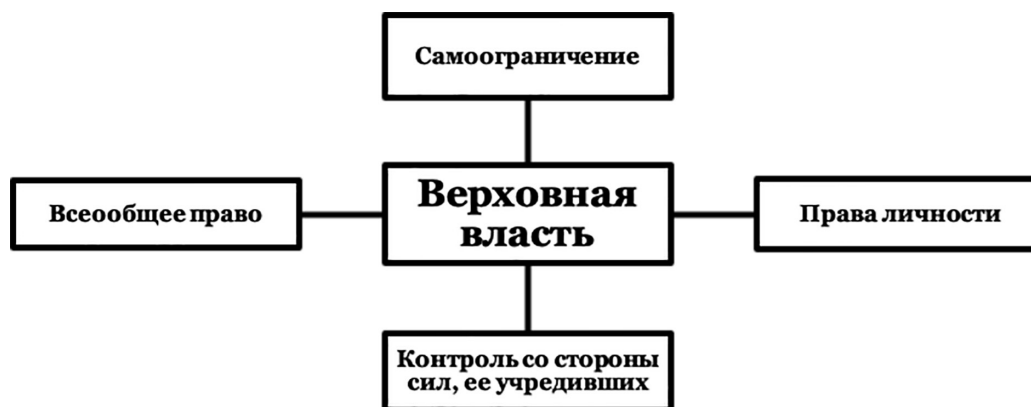 Самоограничение
Всеообщее право
Верховная
власть
Права личности
Контроль со стороны
сил, ее учредивших